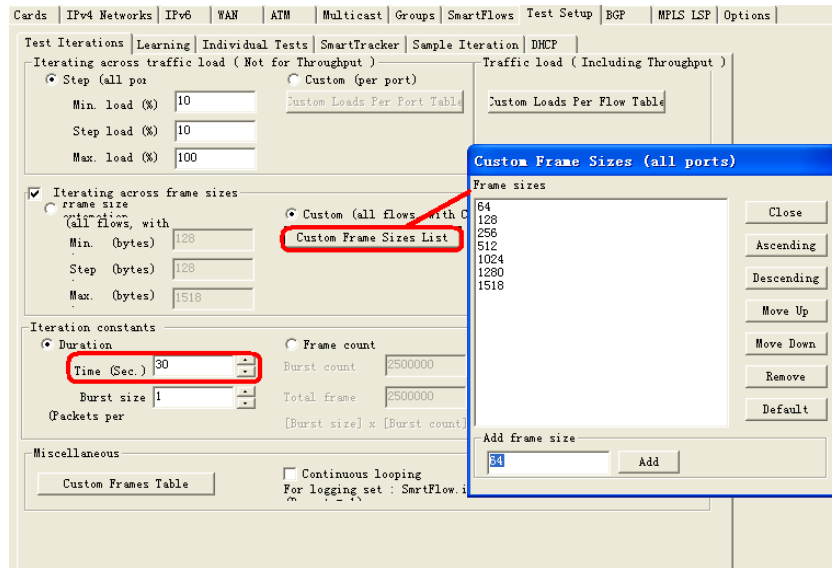 Cards IPv4 Networks IPv6 WAN ATM Multicast Groups SmartFlows Test Setup BGP MPLS LSP Options
Test Iterations Learning Individual Tests SmartTracker Sample Iteration DHCP
Iterating across traffic load ( Not for Throughput )
Traffic load ( Including Throughput )
Step (all por
Custom (per port)
Min. load (%) 10
Custom Loads Per Port Table
Custom Loads Per Flow Table
Step load (%) 10
Max. load (%) 100
Iterating across frame sizes
frame size
(all flows, with
Custom (all flows, with C
Custom Frame Sizes List
Min. (bytes) 128
Step (bytes) 128
Max. (bytes) 1518
Iteration constants
Duration
Frame count
Time (Sec.) 30
Burst count 2500000
Burst size 1
Total frame 2500000
(Packets per
[Burst size] x [Burst count]
Miscellaneous
Custom Frames Table
Continuous looping
For logging set : SmrtFlow.i
Custom Frame Sizes (all ports)
Frame sizes
64
128
256
512
1024
1280
1518
Close
Ascending
Descending
Move Up
Move Down
Remove
Default
Add frame size
64
Add